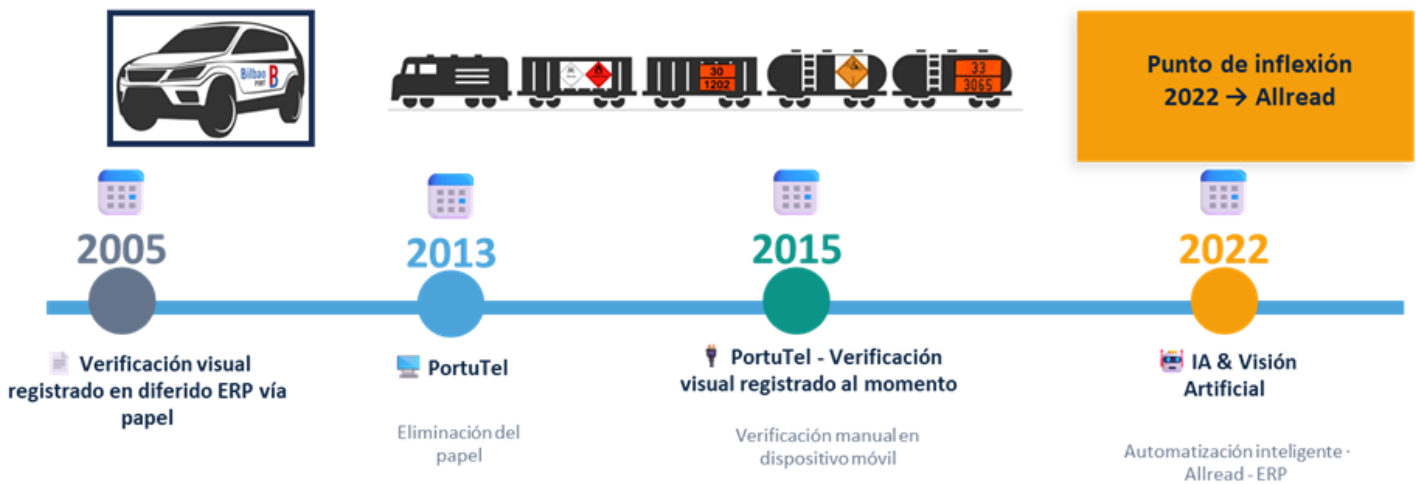 Bilbao
PORT
B
30
1202
33
3065
Punto de inflexión
2022 → Allread
2005
2013
2015
2022
Verificación visual
registrado en diferido ERP vía
papel
PortuTel
Eliminación del
papel
PortuTel - Verificación
visual registrado al momento
Verificación manual en
dispositivo móvil
IA & Visión
Artificial
Automatización inteligente ·
Allread - ERP